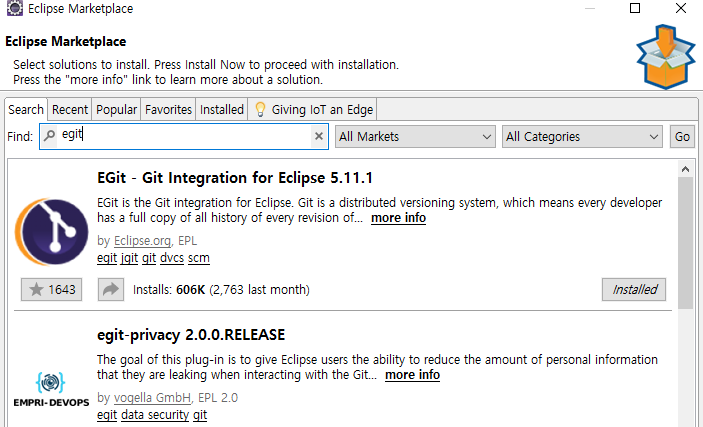 Eclipse Marketplace
Eclipse Marketplace
Select solutions to install. Press Install Now to proceed with installation.
Press the "more info" link to learn more about a solution.
Search Recent Popular Favorites Installed Giving IoT an Edge
Find: egit All Markets All Categories Go
EGit - Git Integration for Eclipse 5.11.1
EGit is the Git integration for Eclipse. Git is a distributed versioning system, which means every developer
has a full copy of all history of every revision of... more info
by Eclipse.org, EPL
egit jgit git dvcs scm
1643 Installs: 606K (2,763 last month) Installed
egit-privacy 2.0.0.RELEASE
The goal of this plug-in is to give Eclipse users the ability to reduce the amount of personal information
that they are leaking when interacting with the Git... more info
by vogella GmbH, EPL 2.0
EMPRI-DEVOPS
egit data security git